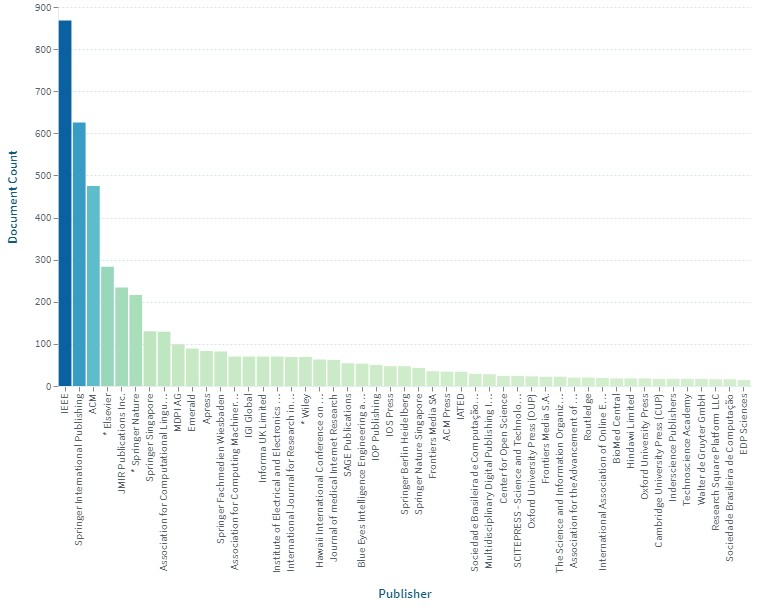 900
800
700
600
500
400
300
200
100
0
Document Count
IEEE
Springer International Publishing
ACM
* Elsevier
JMIR Publications Inc.
* Springer Nature
Springer Singapore
Association for Computational Lingu...
MDPI AG
Emerald
Apress
Springer Fachmedien Wiesbaden
Association for Computing Machiner...
IGI Global
Informa UK Limited
Institute of Electrical and Electronics ...
International Journal for Research in...
* Wiley
Hawaii International Conference on ...
Journal of medical Internet Research
SAGE Publications
Blue Eyes Intelligence Engineering a...
IOP Publishing
IOS Press
Springer Berlin Heidelberg
Springer Nature Singapore
Frontiers Media SA
ACM Press
IATED
Sociedade Brasileira de Computação...
Multidisciplinary Digital Publishing I...
Center for Open Science
SCITEPRESS - Science and Technolo...
Oxford University Press (OUP)
Frontiers Media S.A.
The Science and Information Organiz...
Association for the Advancement of ...
Routledge
International Association of Online E...
BioMed Central
Hindawi Limited
Oxford University Press
Cambridge University Press (CUP)
Inderscience Publishers
Technoscience Academy
Walter de Gruyter GmbH
Research Square Platform LLC
Sociedade Brasileira de Computação
EDP Sciences
Publisher